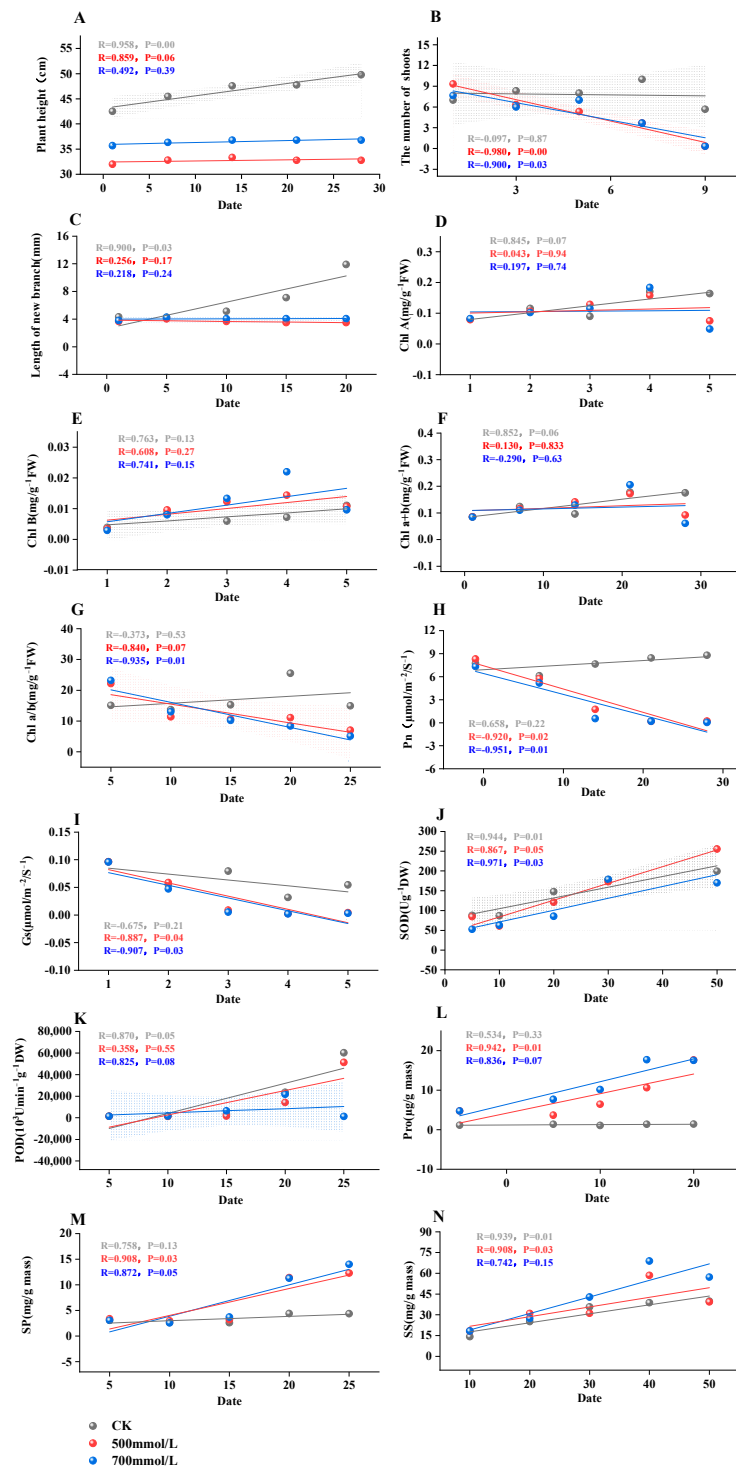 A
R=0.958, P=0.00
R=0.859, P=0.06
R=0.492, P=0.39
Plant height (cm)
55
50
45
40
35
30
0 5 10 15 20 25 30
Date
B
15
12
9
6
3
0
-3
The number of shoots
R=-0.097, P=0.87
R=-0.980, P=0.00
R=-0.900, P=0.03
3 6 9
Date
C
R=0.900, P=0.03
R=0.256, P=0.17
R=0.218, P=0.24
Length of new branch(mm)
16
12
8
4
0
-4
0 5 10 15 20
Date
D
R=0.845, P=0.07
R=0.043, P=0.94
R=0.197, P=0.74
Chl A(mg/g⁻¹FW)
0.3
0.2
0.1
0.0
-0.1
1 2 3 4 5
Date
E
R=0.763, P=0.13
R=0.608, P=0.27
R=0.741, P=0.15
Chl B(mg/g⁻¹FW)
0.03
0.02
0.01
0.00
-0.01
1 2 3 4 5
Date
F
R=0.852, P=0.06
R=0.130, P=0.833
R=-0.290, P=0.63
Chl a+b(mg/g⁻¹FW)
0.4
0.3
0.2
0.1
0.0
-0.1
0 10 20 30
Date
G
R=-0.373, P=0.53
R=-0.840, P=0.07
R=-0.935, P=0.01
Chl a/b(mg/g⁻¹FW)
40
30
20
10
0
5 10 15 20 25
Date
H
Pn (μmol/m⁻²/S⁻¹)
12
9
6
3
0
-3
-6
R=0.658, P=0.22
R=-0.920, P=0.02
R=-0.951, P=0.01
0 10 20 30
Date
I
Gs(μmol/m⁻²/S⁻¹)
0.15
0.10
0.05
0.00
-0.05
-0.10
R=-0.675, P=0.21
R=-0.887, P=0.04
R=-0.907, P=0.03
1 2 3 4 5
Date
J
R=0.944, P=0.01
R=0.867, P=0.05
R=0.971, P=0.03
SOD(Ug⁻¹DW)
300
250
200
150
100
50
0
-50
0 10 20 30 40 50
Date
K
R=0.870, P=0.05
R=0.358, P=0.55
R=0.825, P=0.08
POD(10³Umin⁻¹g⁻¹DW)
80,000
60,000
40,000
20,000
0
-20,000
-40,000
5 10 15 20 25
Date
L
R=0.534, P=0.33
R=0.942, P=0.01
R=0.836, P=0.07
Pro(μg/g mass)
20
10
0
-10
0 10 20
Date
M
R=0.758, P=0.13
R=0.908, P=0.03
R=0.872, P=0.05
SP(mg/g mass)
20
15
10
5
0
-5
5 10 15 20 25
Date
N
R=0.939, P=0.01
R=0.908, P=0.03
R=0.742, P=0.15
SS(mg/g mass)
90
75
60
45
30
15
0
10 20 30 40 50
Date
CK
500mmol/L
700mmol/L